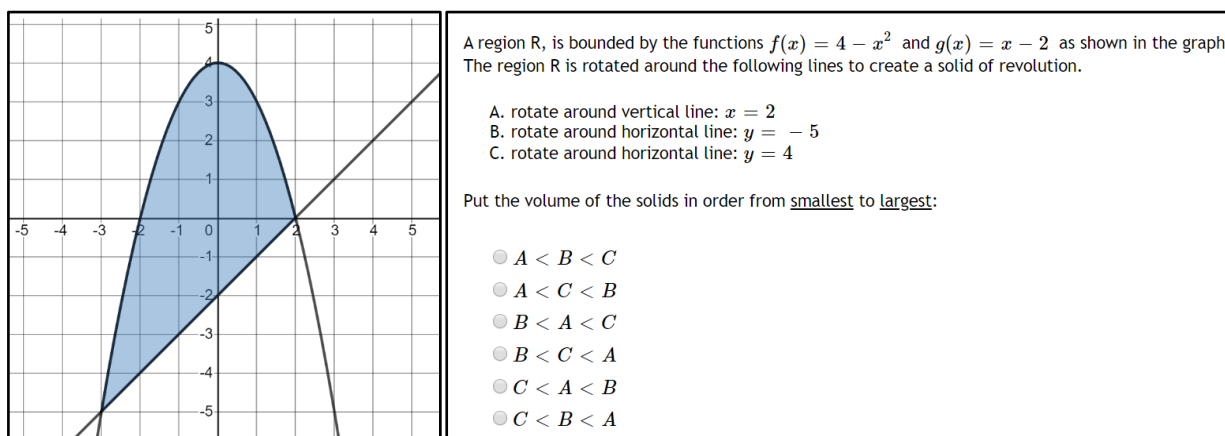 5
4
3
2
1
-5 -4 -3 -2 -1 0 1 2 3 4 5
-1
-2
-3
-4
-5
A region R, is bounded by the functions f(x) = 4 − x² and g(x) = x − 2 as shown in the graph
The region R is rotated around the following lines to create a solid of revolution.
A. rotate around vertical line: x = 2
B. rotate around horizontal line: y = − 5
C. rotate around horizontal line: y = 4
Put the volume of the solids in order from smallest to largest:
A < B < C
A < C < B
B < A < C
B < C < A
C < A < B
C < B < A